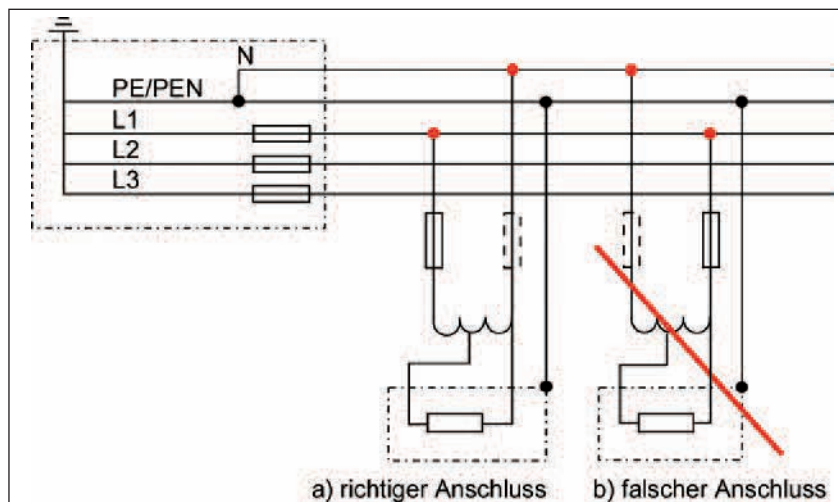 N
PE/PEN
L1
L2
L3
a) richtiger Anschluss
b) falscher Anschluss